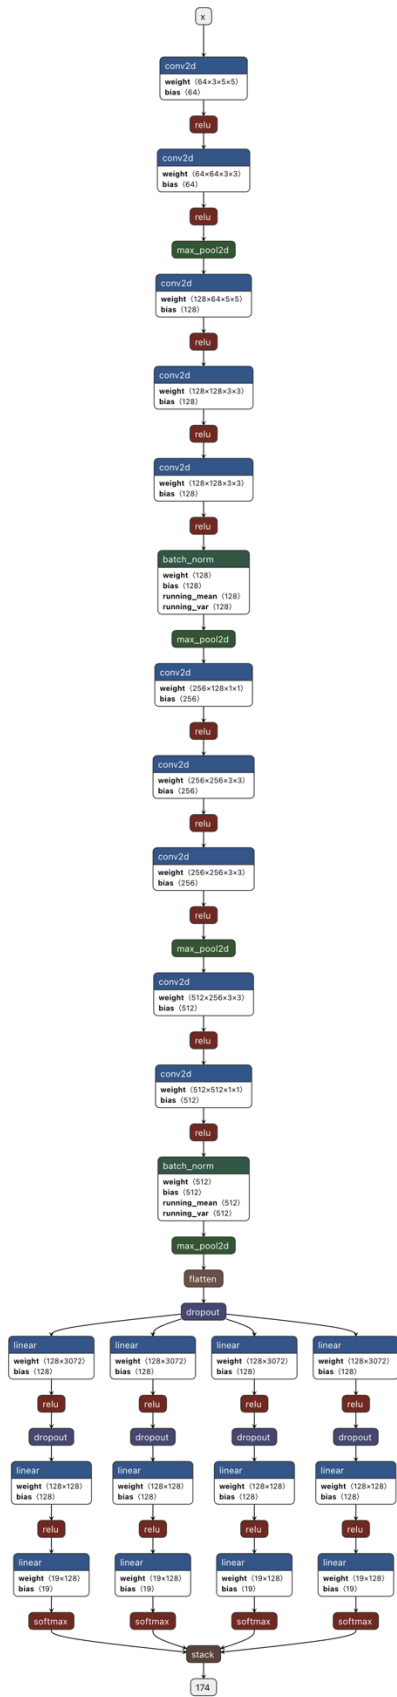 x
conv2d
weight ⟨64×3×5×5⟩
bias ⟨64⟩
relu
conv2d
weight ⟨64×64×3×3⟩
bias ⟨64⟩
relu
max_pool2d
conv2d
weight ⟨128×64×5×5⟩
bias ⟨128⟩
relu
conv2d
weight ⟨128×128×3×3⟩
bias ⟨128⟩
relu
conv2d
weight ⟨128×128×3×3⟩
bias ⟨128⟩
relu
batch_norm
weight ⟨128⟩
bias ⟨128⟩
running_mean ⟨128⟩
running_var ⟨128⟩
max_pool2d
conv2d
weight ⟨256×128×1×1⟩
bias ⟨256⟩
relu
conv2d
weight ⟨256×256×3×3⟩
bias ⟨256⟩
relu
conv2d
weight ⟨256×256×3×3⟩
bias ⟨256⟩
relu
max_pool2d
conv2d
weight ⟨512×256×3×3⟩
bias ⟨512⟩
relu
conv2d
weight ⟨512×512×1×1⟩
bias ⟨512⟩
relu
batch_norm
weight ⟨512⟩
bias ⟨512⟩
running_mean ⟨512⟩
running_var ⟨512⟩
max_pool2d
flatten
dropout
linear linear linear linear
weight ⟨128×3072⟩ weight ⟨128×3072⟩ weight ⟨128×3072⟩ weight ⟨128×3072⟩
bias ⟨128⟩ bias ⟨128⟩ bias ⟨128⟩ bias ⟨128⟩
relu relu relu relu
dropout dropout dropout dropout
linear linear linear linear
weight ⟨128×128⟩ weight ⟨128×128⟩ weight ⟨128×128⟩ weight ⟨128×128⟩
bias ⟨128⟩ bias ⟨128⟩ bias ⟨128⟩ bias ⟨128⟩
relu relu relu relu
linear linear linear linear
weight ⟨19×128⟩ weight ⟨19×128⟩ weight ⟨19×128⟩ weight ⟨19×128⟩
bias ⟨19⟩ bias ⟨19⟩ bias ⟨19⟩ bias ⟨19⟩
softmax softmax softmax softmax
stack
174